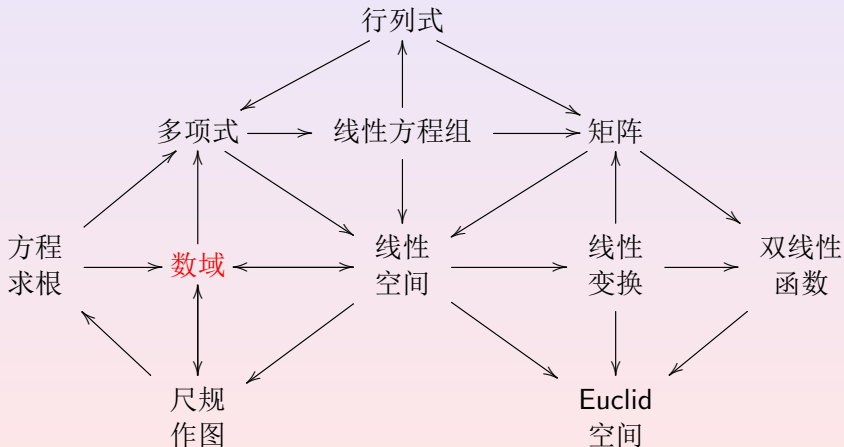 行列式
多项式
线性方程组
矩阵
方程
求根
数域
线性
空间
线性
变换
双线性
函数
尺规
作图
Euclid
空间